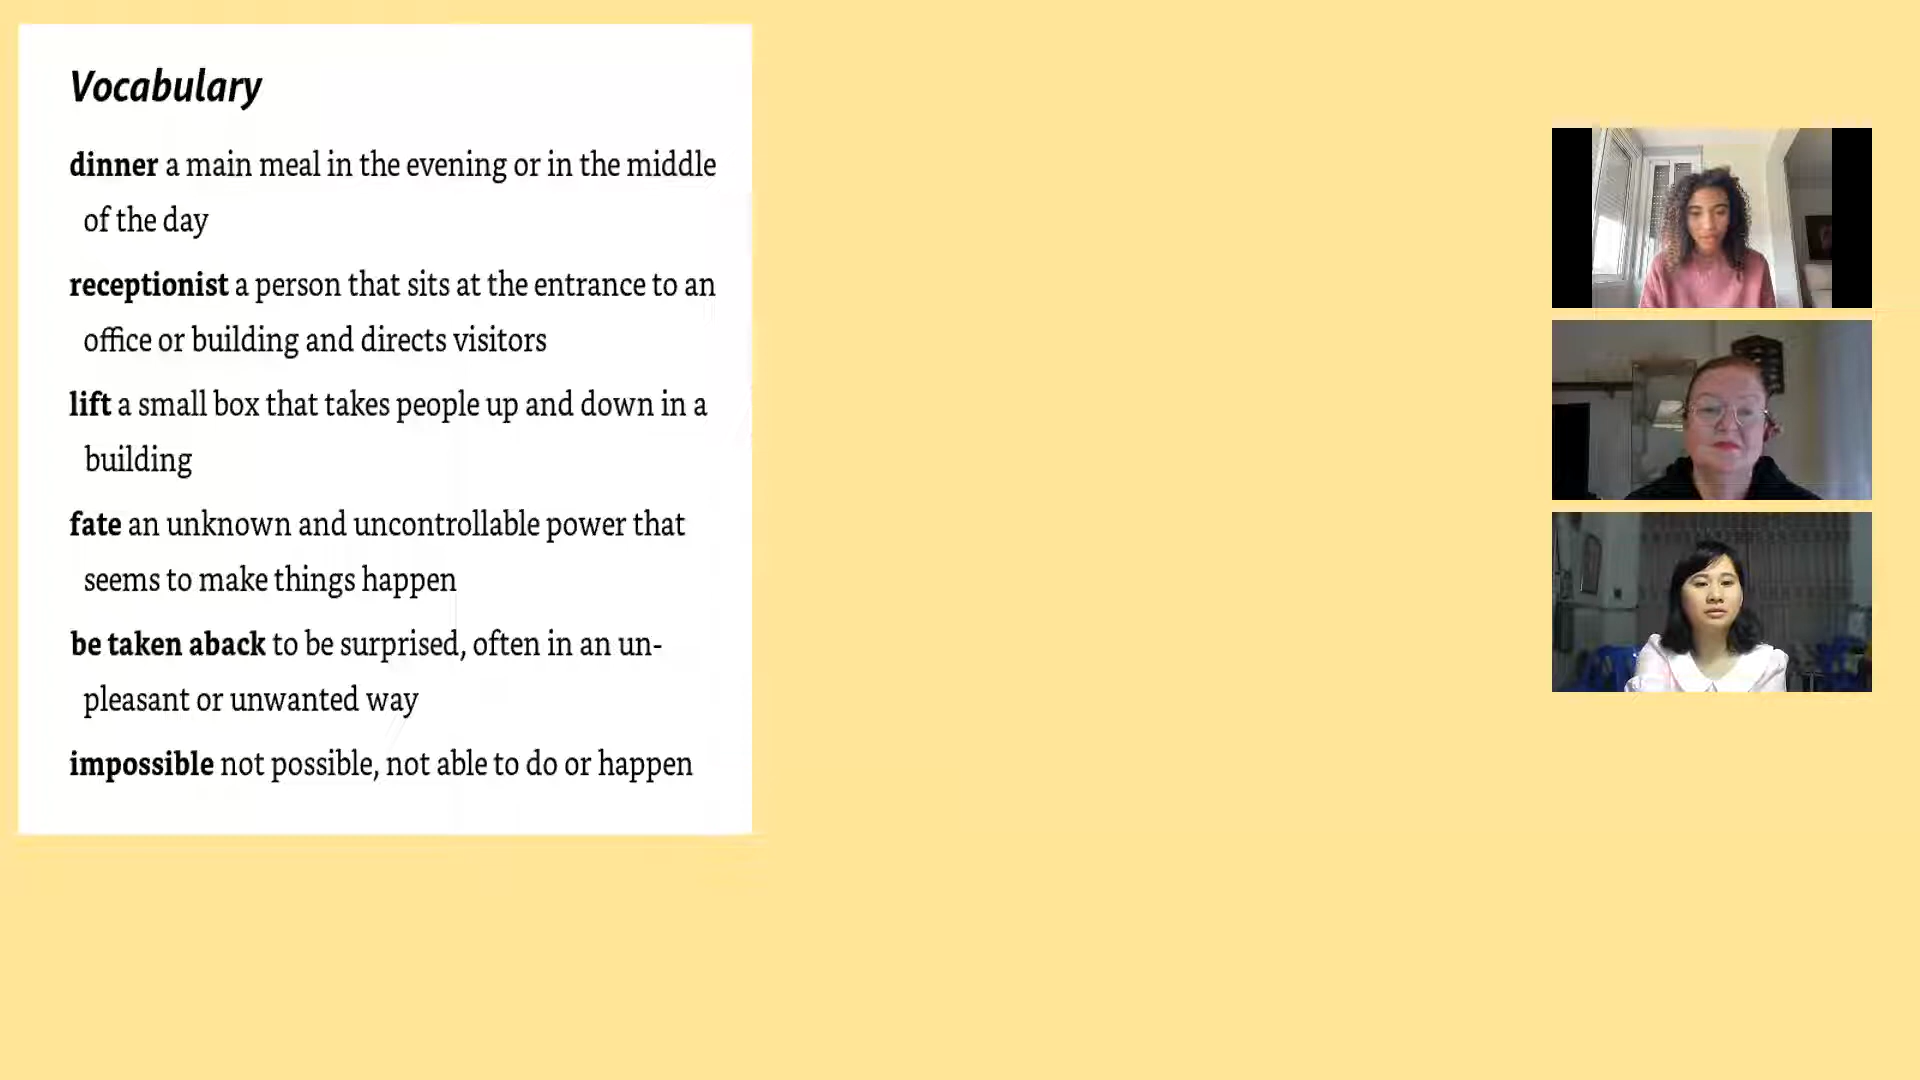 Vocabulary
dinner a main meal in the evening or in the middle
of the day
receptionist a person that sits at the entrance to an
office or building and directs visitors
lift a small box that takes people up and down in a
building
fate an unknown and uncontrollable power that
seems to make things happen
be taken aback to be surprised, often in an un-
pleasant or unwanted way
impossible not possible, not able to do or happen